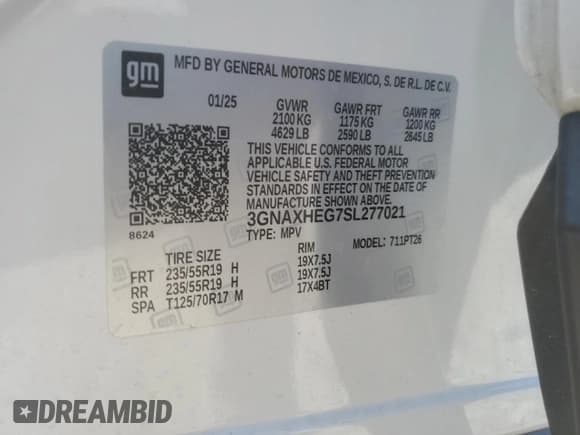 gm
MFD BY GENERAL MOTORS DE MEXICO, S. DE R.L. DE C.V.
01/25 GVWR GAWR FRT GAWR RR
2100 KG 1175 KG 1200 KG
4629 LB 2590 LB 2645 LB
THIS VEHICLE CONFORMS TO ALL
APPLICABLE U.S. FEDERAL MOTOR
VEHICLE SAFETY AND THEFT PREVENTION
STANDARDS IN EFFECT ON THE DATE OF
MANUFACTURE SHOWN ABOVE.
3GNAXHEG7SL277021
8624
TYPE: MPV MODEL: 711PT26
TIRE SIZE RIM
FRT 235/55R19 H 19X7.5J
RR 235/55R19 H 19X7.5J
SPA T125/70R17 M 17X4BT
DREAMBID